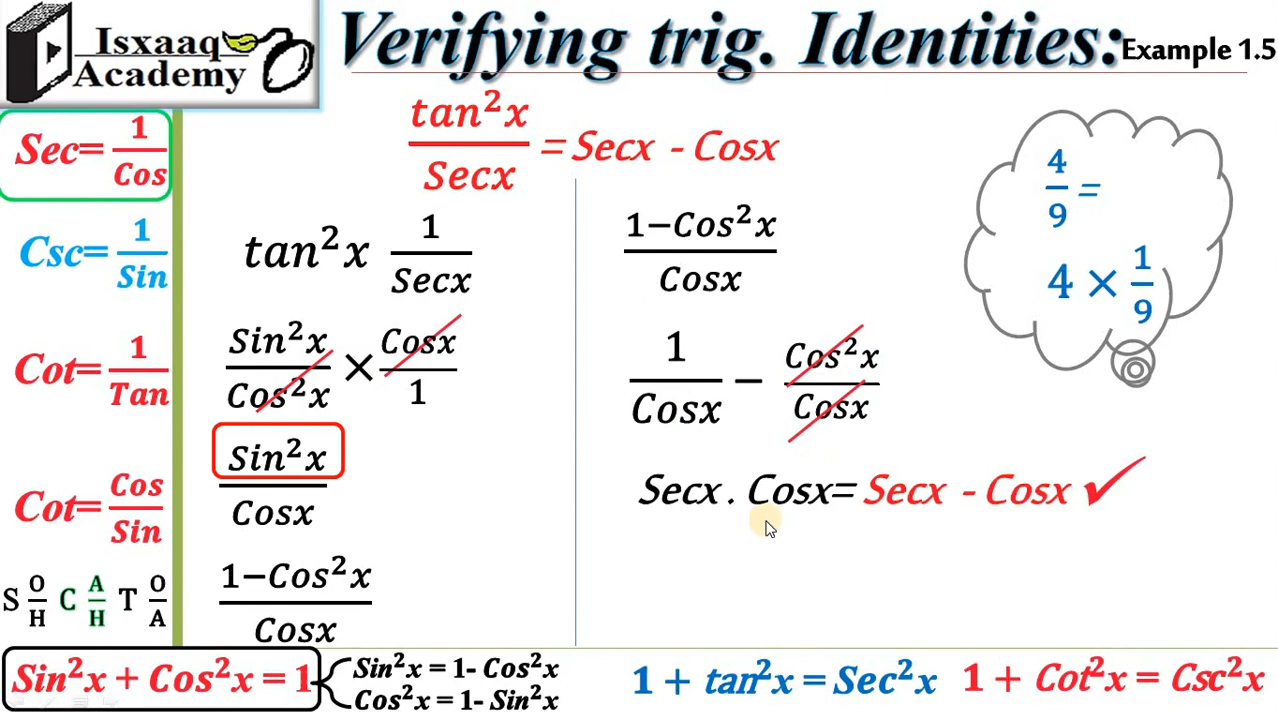 Isxaaq
Academy
Verifying trig. Identities:
Example 1.5
Sec= 1/Cos
Csc= 1/Sin
Cot= 1/Tan
Cot= Cos/Sin
S O/H C A/H T O/A
tan²x/Secx = Secx - Cosx
tan²x 1/Secx
Sin²x/Cos²x × Cosx/1
Sin²x/Cosx
1−Cos²x/Cosx
1−Cos²x/Cosx
1/Cosx − Cos²x/Cosx
Secx . Cosx= Secx - Cosx ✓
4/9 =
4 × 1/9
Sin²x + Cos²x = 1
Sin²x = 1- Cos²x
Cos²x = 1- Sin²x
1 + tan²x = Sec²x
1 + Cot²x = Csc²x